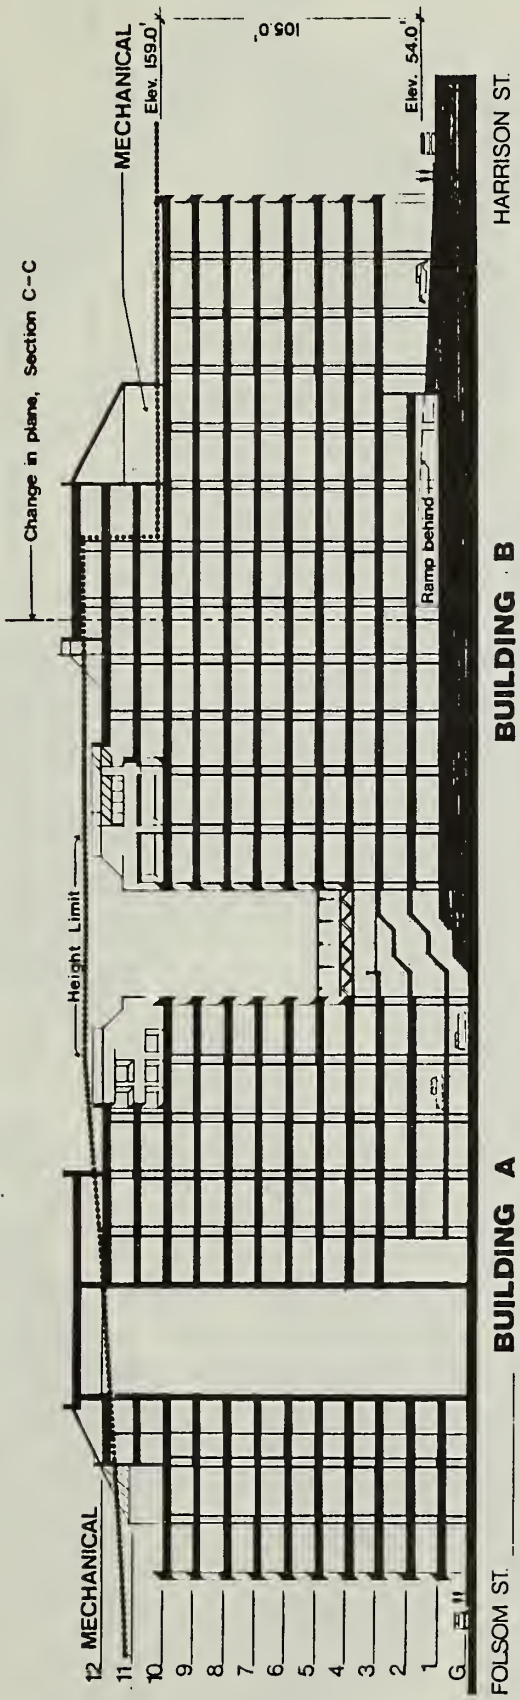 Change in plane, Section C-C
MECHANICAL
Elev. 159.0'
105.0'
Elev. 54.0'
Height Limit
12 MECHANICAL
11
10
9
8
7
6
5
4
3
2
1
G
Ramp behind
FOLSOM ST.
BUILDING A
BUILDING B
HARRISON ST.